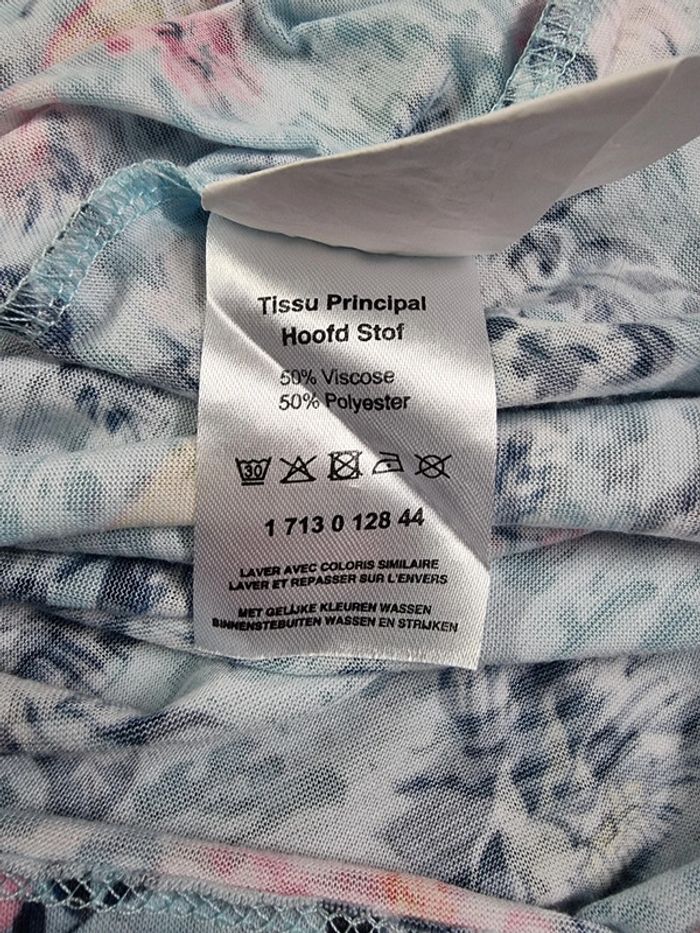 Tissu Principal
Hoofd Stof
50% Viscose
50% Polyester
30
1 713 0 128 44
LAVER AVEC COLORIS SIMILAIRE
LAVER ET REPASSER SUR L'ENVERS
MET GELIJKE KLEUREN WASSEN
BINNENSTEBUITEN WASSEN EN STRIJKEN